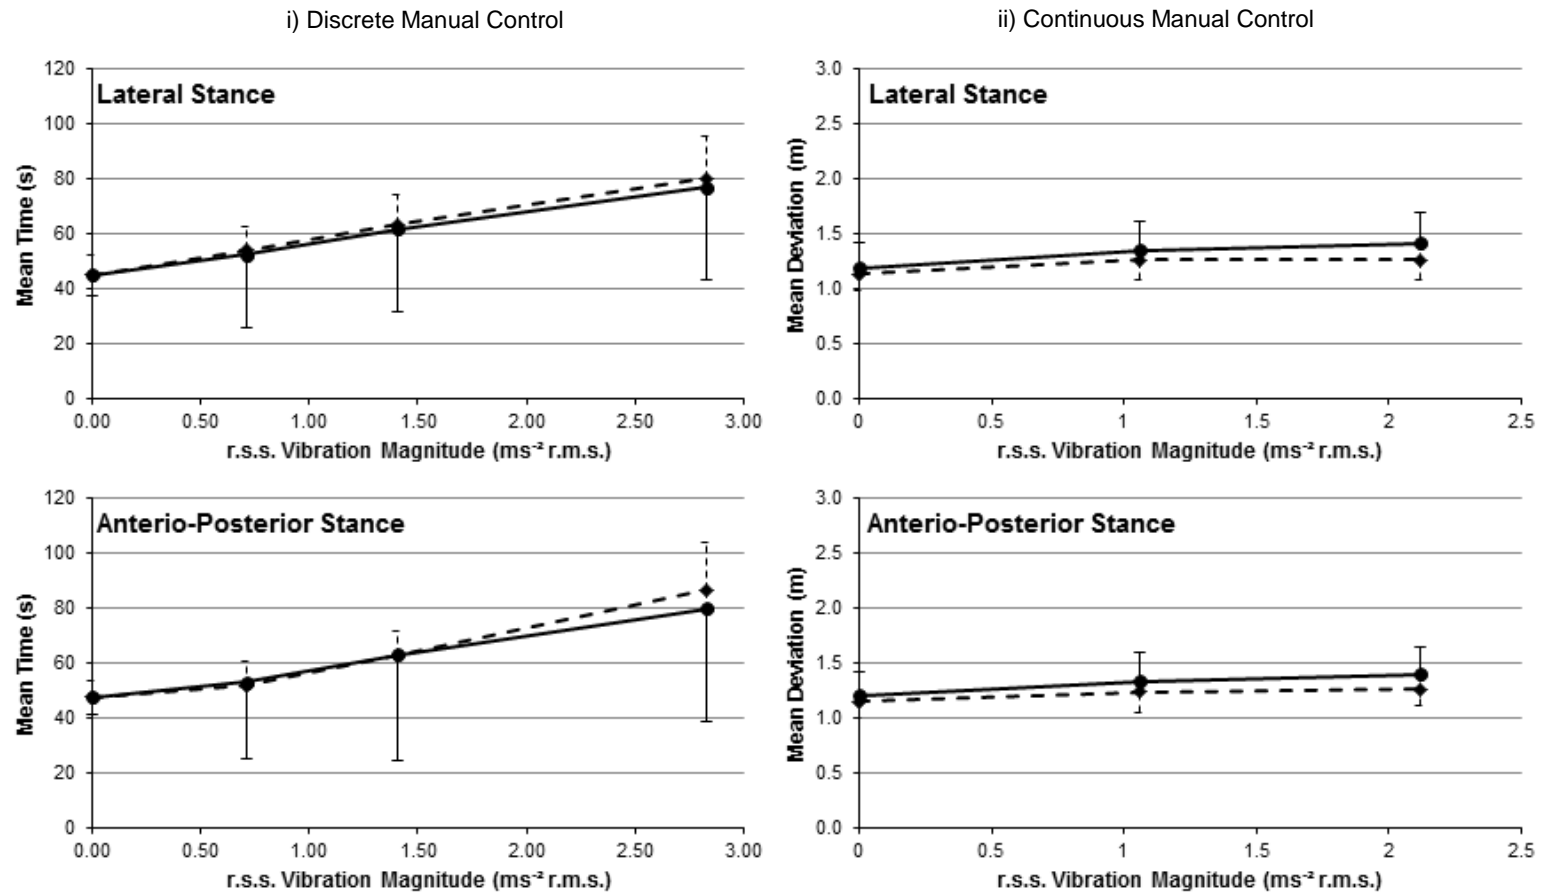 i) Discrete Manual Control
ii) Continuous Manual Control
120
100
80
60
40
20
0
Mean Time (s)
Lateral Stance
0.00 0.50 1.00 1.50 2.00 2.50 3.00
r.s.s. Vibration Magnitude (ms⁻² r.m.s.)
3.0
2.5
2.0
1.5
1.0
0.5
0.0
Mean Deviation (m)
Lateral Stance
0 0.5 1 1.5 2 2.5
r.s.s. Vibration Magnitude (ms⁻² r.m.s.)
120
100
80
60
40
20
0
Mean Time (s)
Anterio-Posterior Stance
0.00 0.50 1.00 1.50 2.00 2.50 3.00
r.s.s. Vibration Magnitude (ms⁻² r.m.s.)
3.0
2.5
2.0
1.5
1.0
0.5
0.0
Mean Deviation (m)
Anterio-Posterior Stance
0 0.5 1 1.5 2 2.5
r.s.s. Vibration Magnitude (ms⁻² r.m.s.)